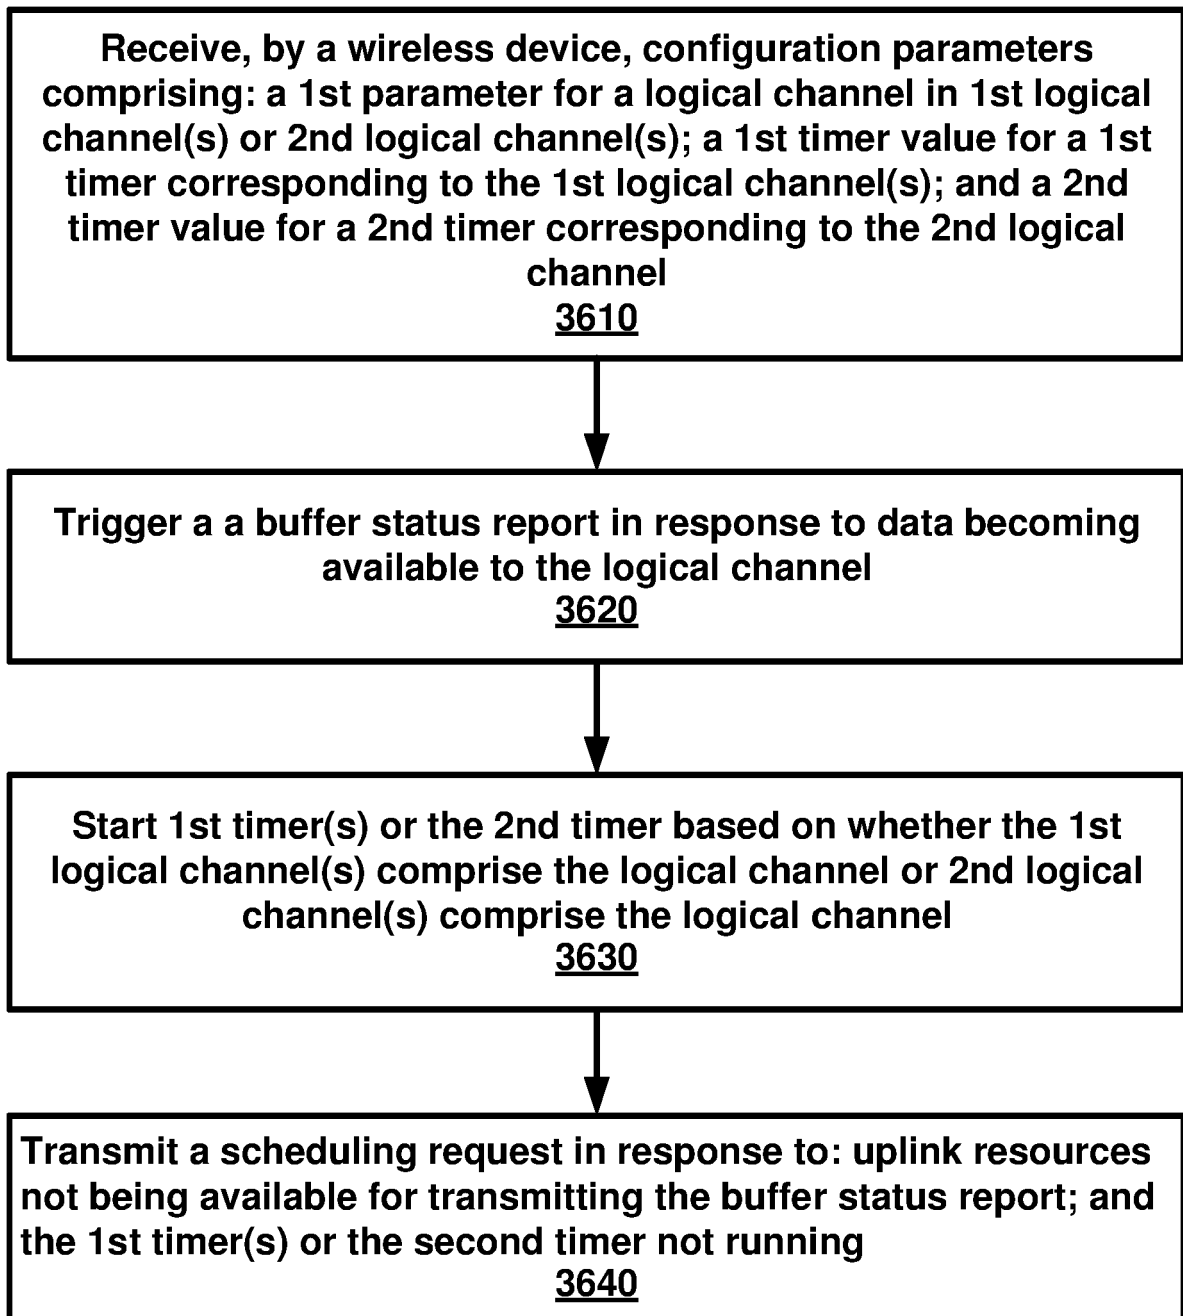 Receive, by a wireless device, configuration parameters
comprising: a 1st parameter for a logical channel in 1st logical
channel(s) or 2nd logical channel(s); a 1st timer value for a 1st
timer corresponding to the 1st logical channel(s); and a 2nd
timer value for a 2nd timer corresponding to the 2nd logical
channel
3610
Trigger a a buffer status report in response to data becoming
available to the logical channel
3620
Start 1st timer(s) or the 2nd timer based on whether the 1st
logical channel(s) comprise the logical channel or 2nd logical
channel(s) comprise the logical channel
3630
Transmit a scheduling request in response to: uplink resources
not being available for transmitting the buffer status report; and
the 1st timer(s) or the second timer not running
3640